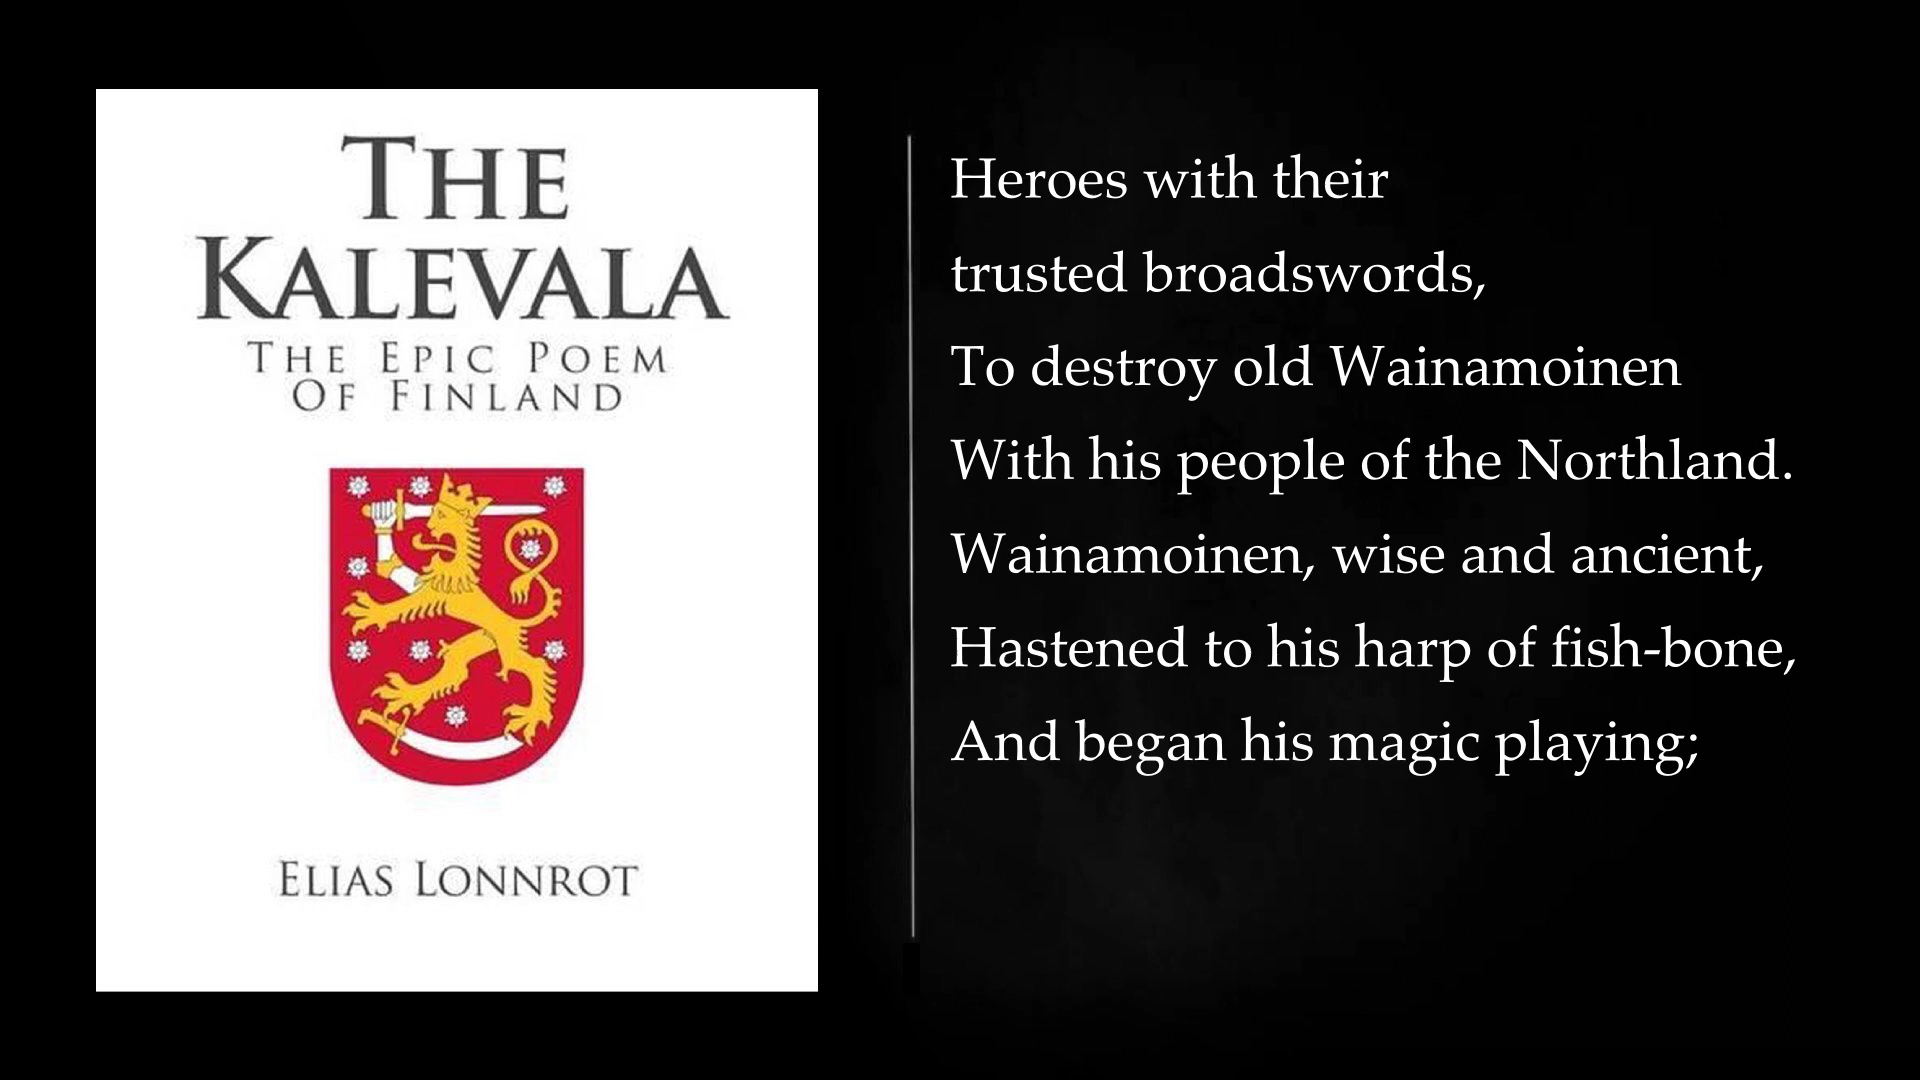 THE
KALEVALA
THE EPIC POEM
OF FINLAND
ELIAS LONNROT
Heroes with their
trusted broadswords,
To destroy old Wainamoinen
With his people of the Northland.
Wainamoinen, wise and ancient,
Hastened to his harp of fish-bone,
And began his magic playing;